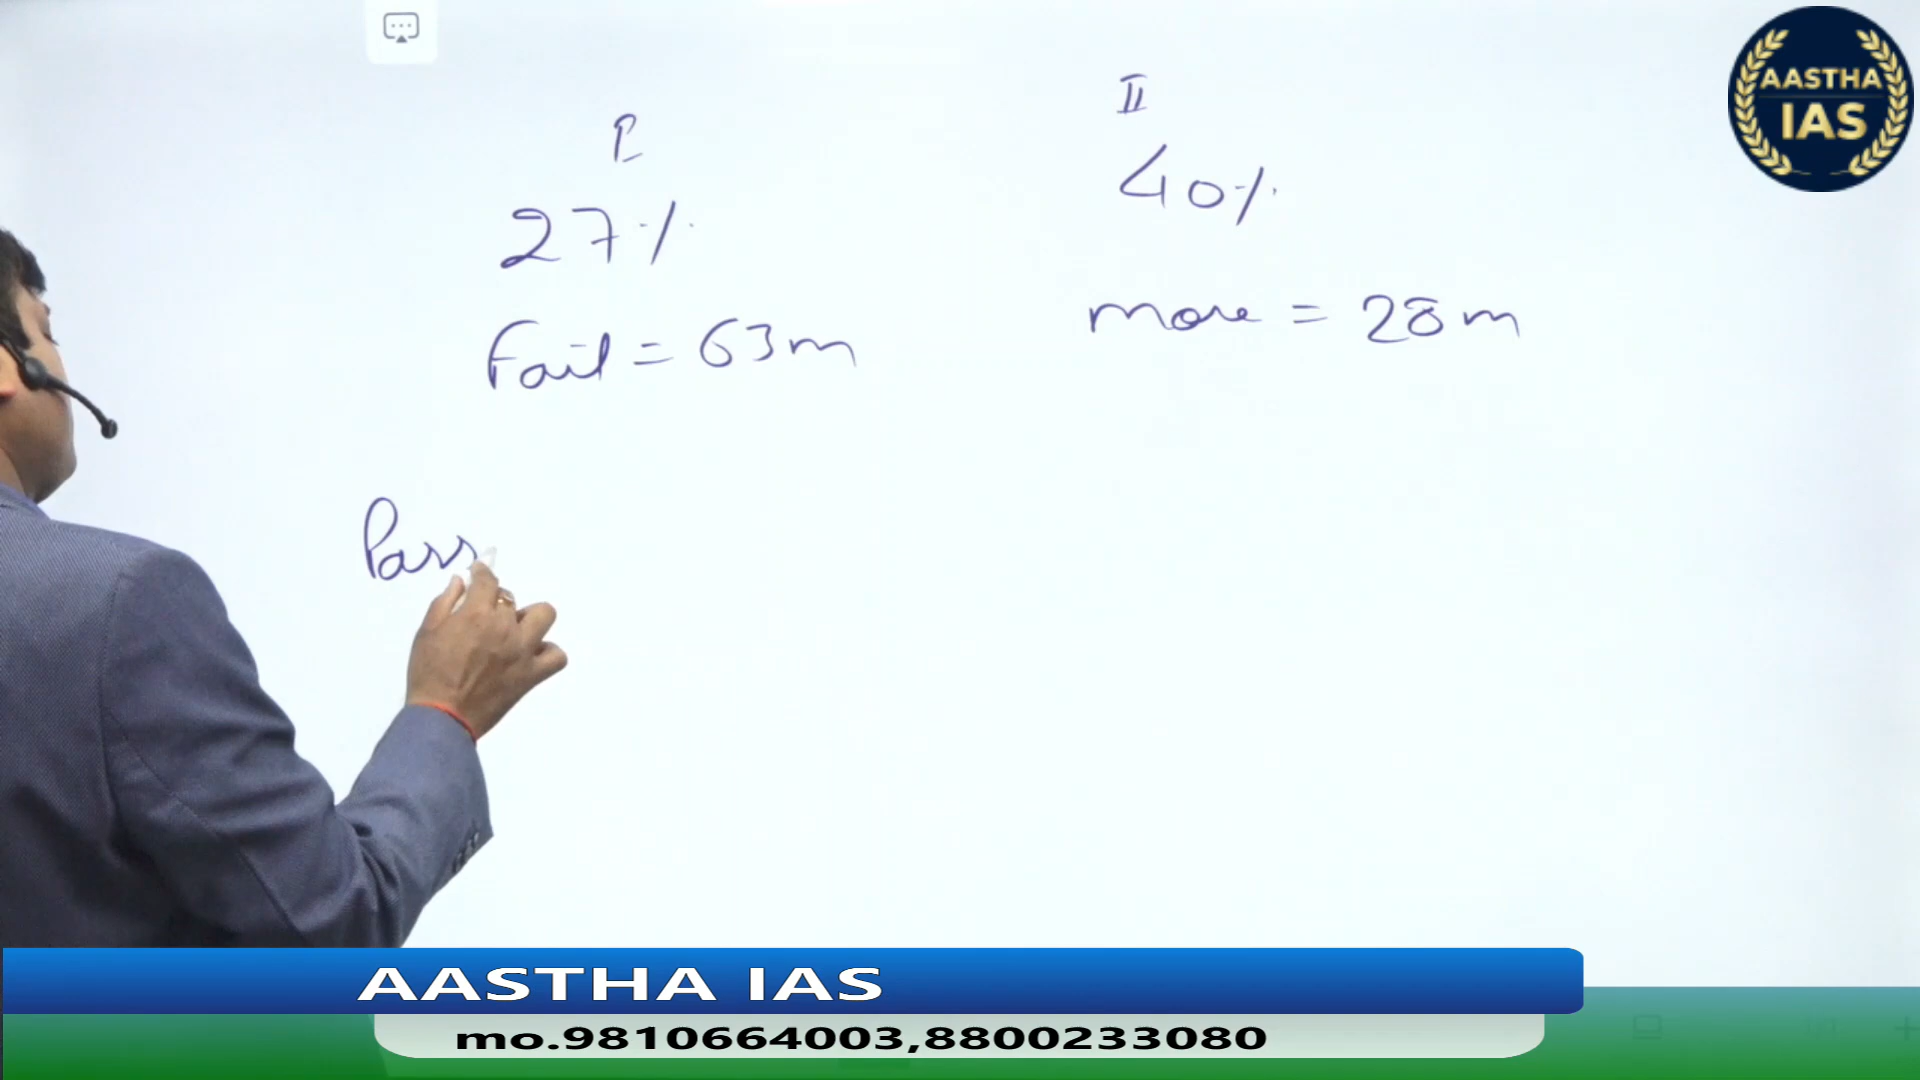 I
27%
Fail = 63m
II
40%
more = 28m
Pass
AASTHA
IAS
AASTHA IAS
mo.9810664003,8800233080